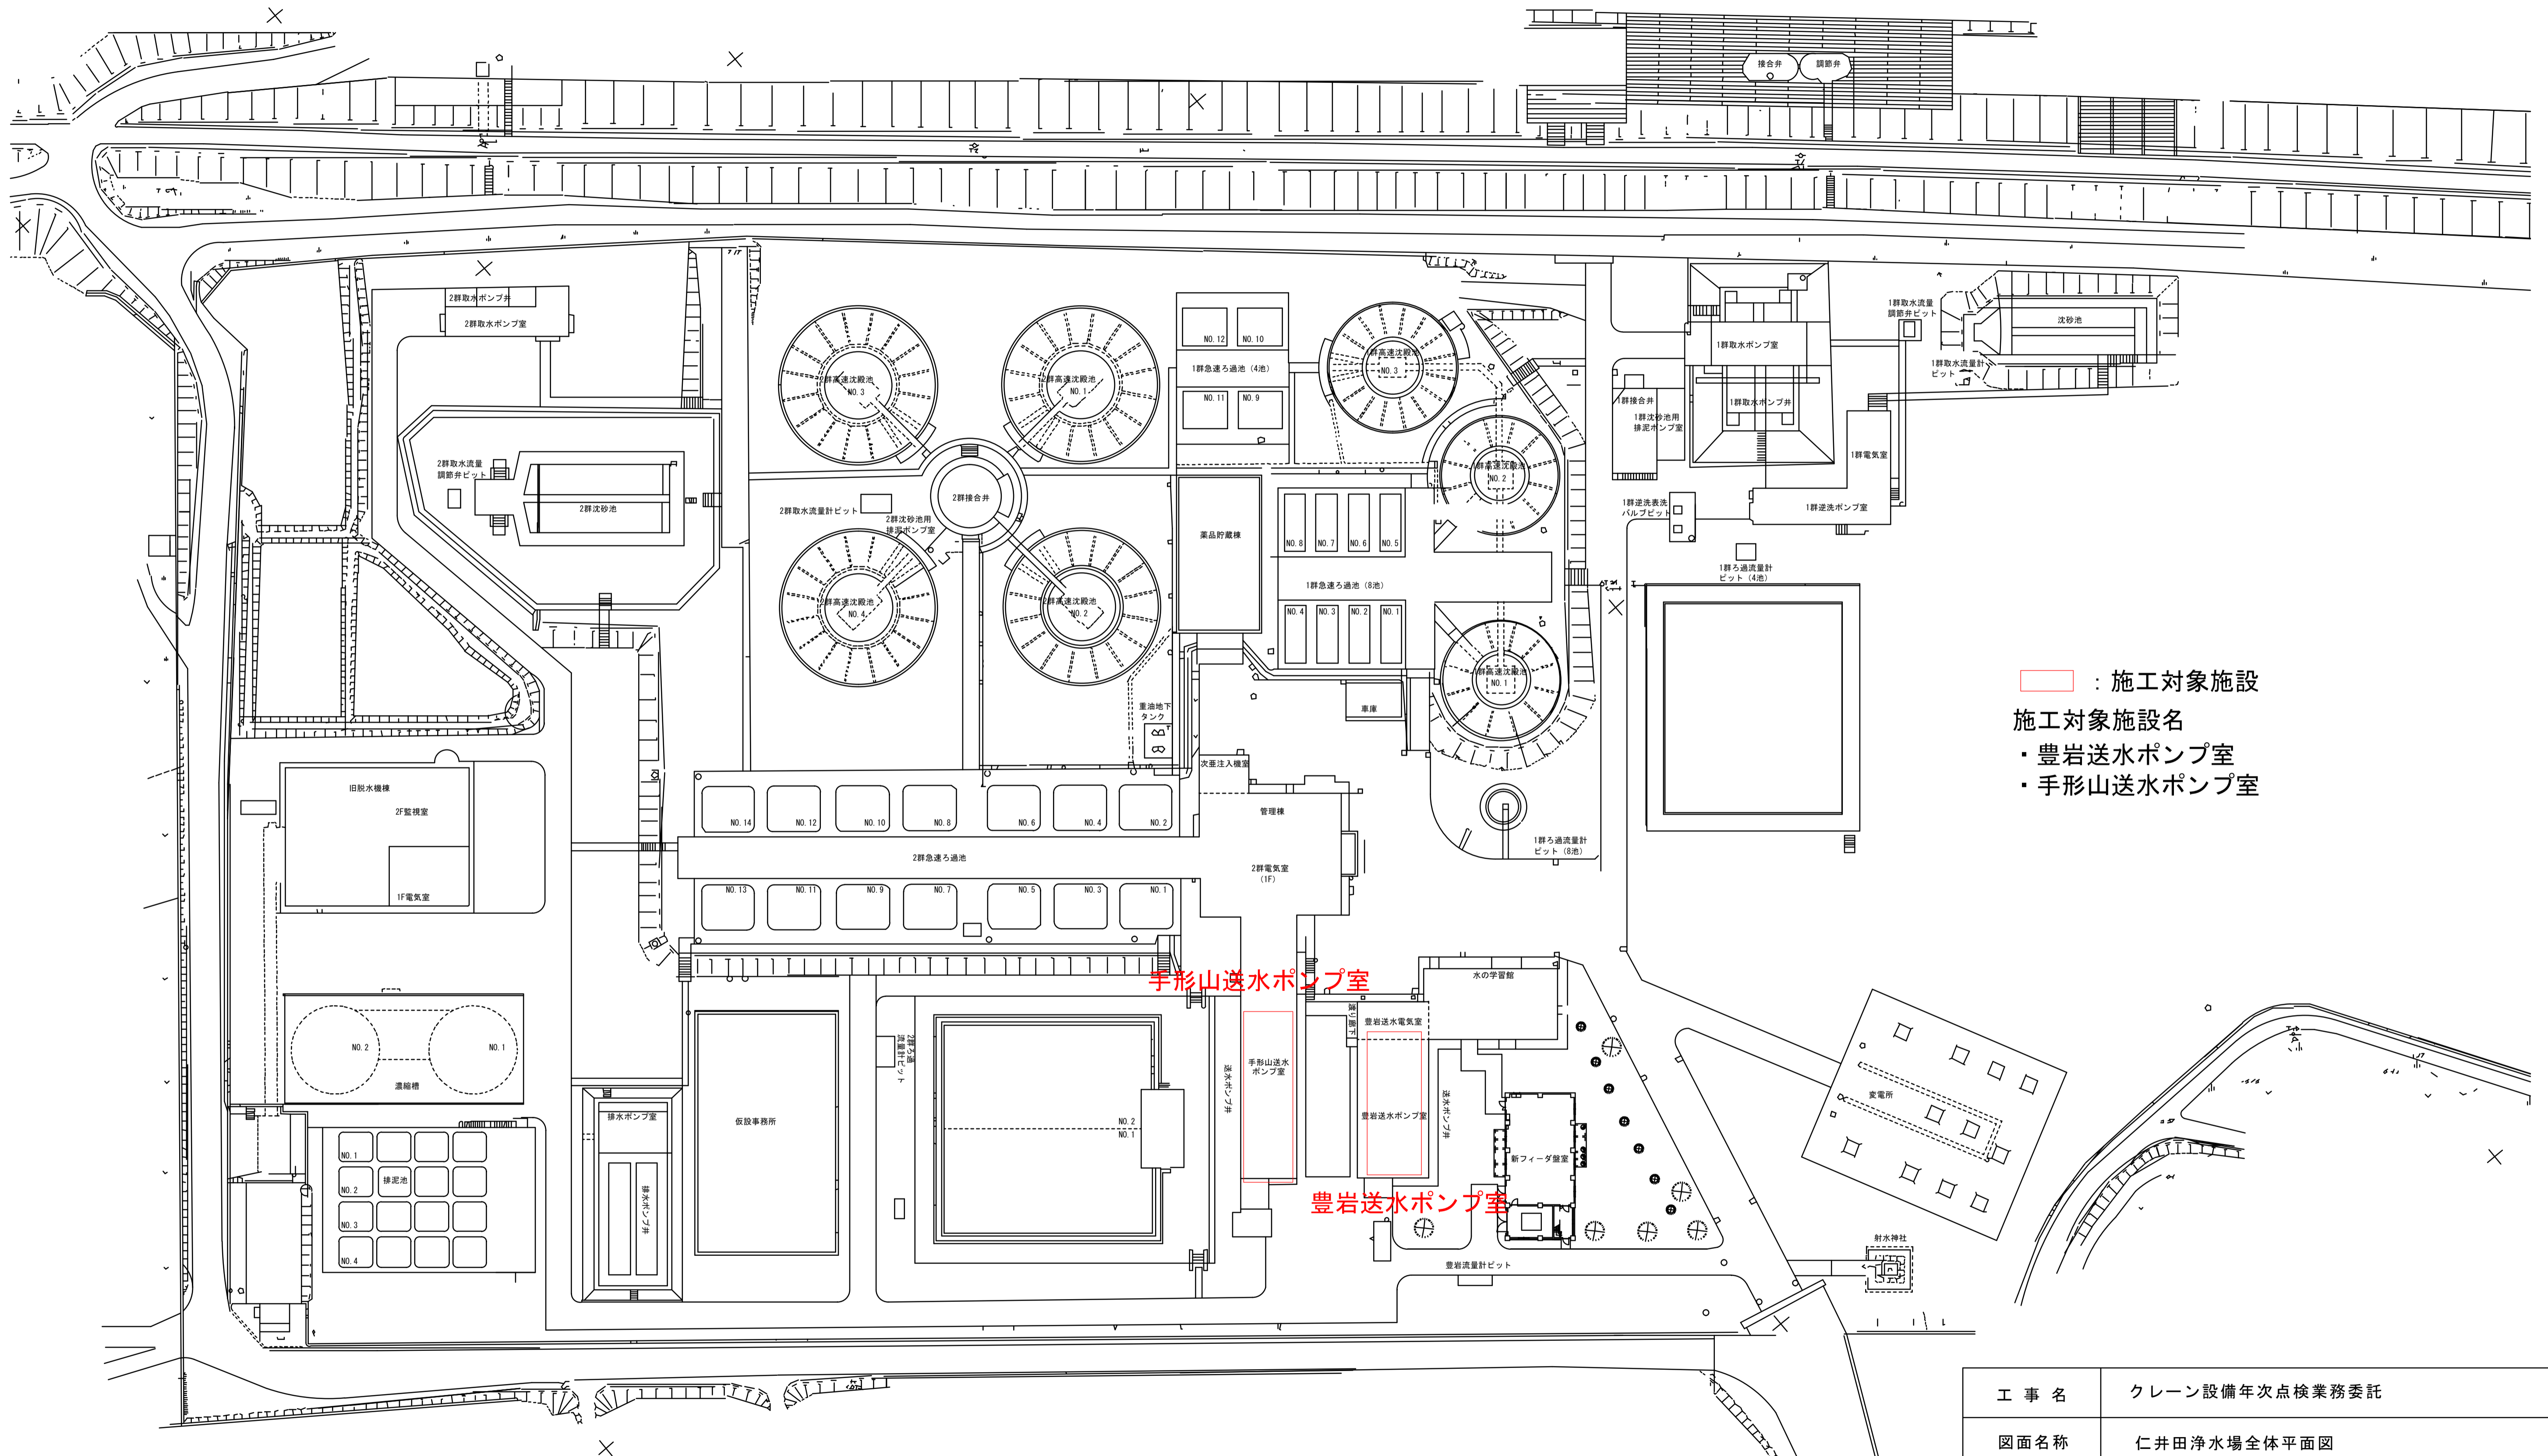 接合井
調節弁
2群取水ポンプ井
2群取水ポンプ室
2群取水流量
調節弁ピット
2群沈砂池
2群高速沈殿池
NO.3
2群高速沈殿池
NO.1
2群接合井
2群取水流量計ピット
2群沈砂池用
排泥ポンプ室
2群高速沈殿池
NO.4
2群高速沈殿池
NO.2
NO.12
NO.10
1群急速ろ過池（4池）
NO.11
NO.9
1群高速沈殿池
NO.3
1群高速沈殿池
NO.2
薬品貯蔵棟
NO.8
NO.7
NO.6
NO.5
1群急速ろ過池（8池）
NO.4
NO.3
NO.2
NO.1
1群高速沈殿池
NO.1
車庫
1群取水ポンプ室
1群取水流量
調節弁ピット
沈砂池
1群取水流量計
ピット
1群接合井
1群沈砂池用
排泥ポンプ室
1群取水ポンプ井
1群電気室
1群逆洗表洗
バルブピット
1群逆洗ポンプ室
1群ろ過流量計
ピット（4池）
：施工対象施設
施工対象施設名
・豊岩送水ポンプ室
・手形山送水ポンプ室
重油地下
タンク
次亜注入機室
管理棟
2群電気室
(1F)
1群ろ過流量計
ピット（8池）
旧脱水機棟
2F監視室
1F電気室
NO.14
NO.12
NO.10
NO.8
NO.6
NO.4
NO.2
2群急速ろ過池
NO.13
NO.11
NO.9
NO.7
NO.5
NO.3
NO.1
手形山送水ポンプ室
水の学習館
NO.2
NO.1
濃縮槽
NO.1
NO.2
排泥池
NO.3
NO.4
排水ポンプ室
排水ポンプ井
仮設事務所
2群ろ過
流量計ピット
NO.2
NO.1
送水ポンプ井
手形山送水
ポンプ室
渡り廊下
豊岩送水電気室
豊岩送水ポンプ室
送水ポンプ井
新フィーダ盤室
豊岩送水ポンプ室
豊岩流量計ピット
変電所
射水神社
工事名
クレーン設備年次点検業務委託
図面名称
仁井田浄水場全体平面図